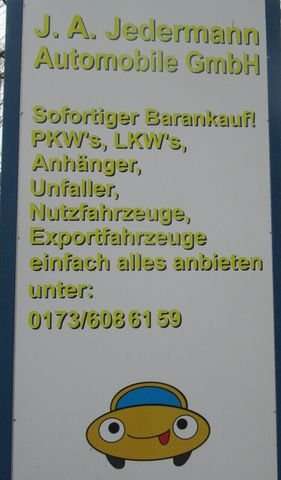 J. A. Jedermann
Automobile GmbH
Sofortiger Barankauf!
PKW's, LKW's,
Anhänger,
Unfaller,
Nutzfahrzeuge,
Exportfahrzeuge
einfach alles anbieten
unter:
0173/608 61 59